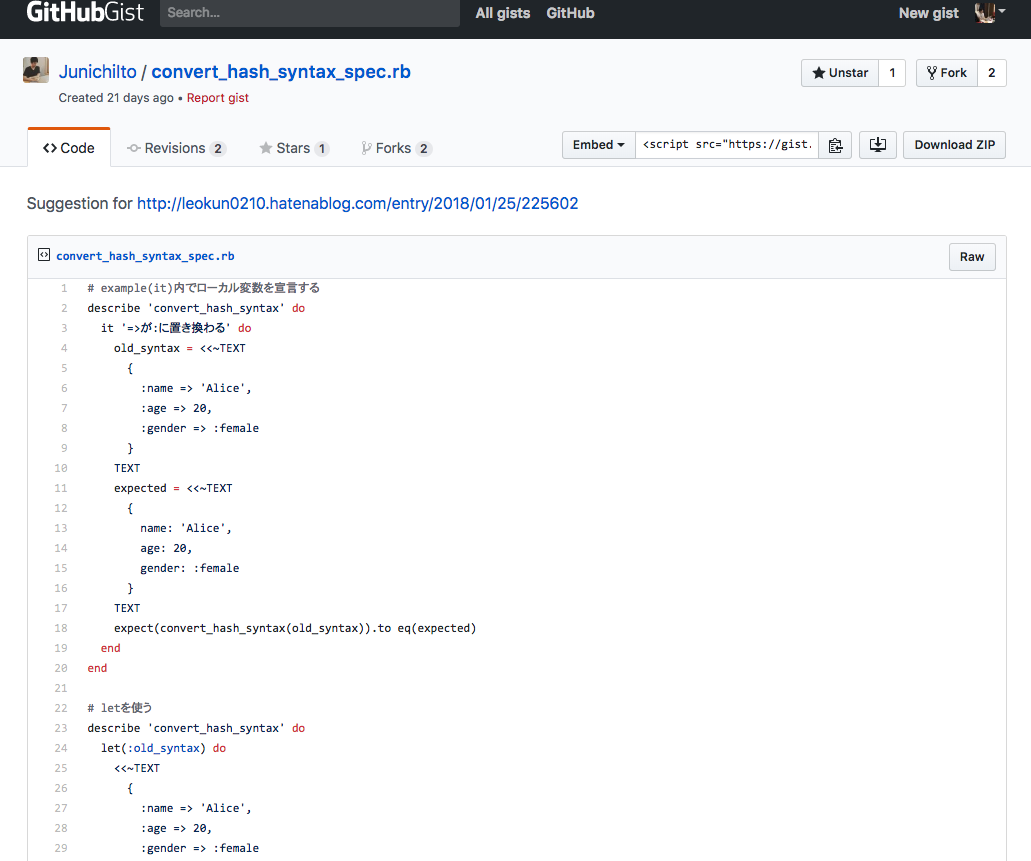 GitHubGist Search... All gists GitHub New gist
JunichiIto / convert_hash_syntax_spec.rb Unstar 1 Fork 2
Created 21 days ago • Report gist
Code Revisions 2 Stars 1 Forks 2 Embed <script src="https://gist. Download ZIP
Suggestion for http://leokun0210.hatenablog.com/entry/2018/01/25/225602
convert_hash_syntax_spec.rb Raw
1 # example(it)内でローカル変数を宣言する
2 describe 'convert_hash_syntax' do
3 it '=>が:に置き換わる' do
4 old_syntax = <<~TEXT
5 {
6 :name => 'Alice',
7 :age => 20,
8 :gender => :female
9 }
10 TEXT
11 expected = <<~TEXT
12 {
13 name: 'Alice',
14 age: 20,
15 gender: :female
16 }
17 TEXT
18 expect(convert_hash_syntax(old_syntax)).to eq(expected)
19 end
20 end
21
22 # letを使う
23 describe 'convert_hash_syntax' do
24 let(:old_syntax) do
25 <<~TEXT
26 {
27 :name => 'Alice',
28 :age => 20,
29 :gender => :female